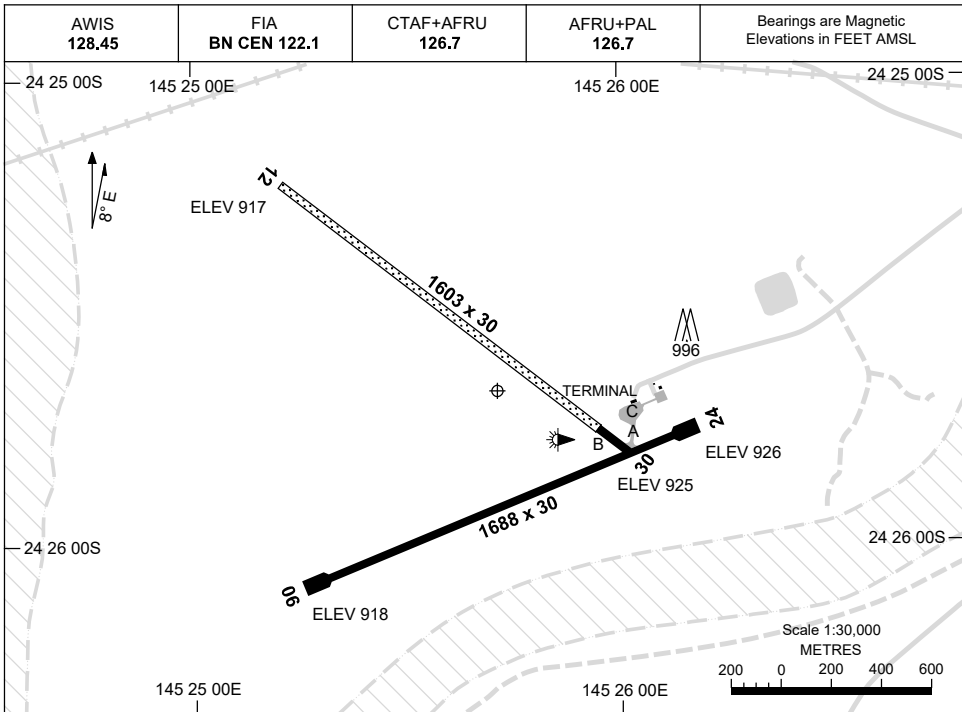 AWIS
128.45
FIA
BN CEN 122.1
CTAF+AFRU
126.7
AFRU+PAL
126.7
Bearings are Magnetic
Elevations in FEET AMSL
24 25 00S
145 25 00E
145 26 00E
24 25 00S
8° E
12
ELEV 917
1603 x 30
996
TERMINAL
C
A
B
24
30
ELEV 926
ELEV 925
1688 x 30
24 26 00S
24 26 00S
06
ELEV 918
Scale 1:30,000
METRES
200 0 200 400 600
145 25 00E
145 26 00E